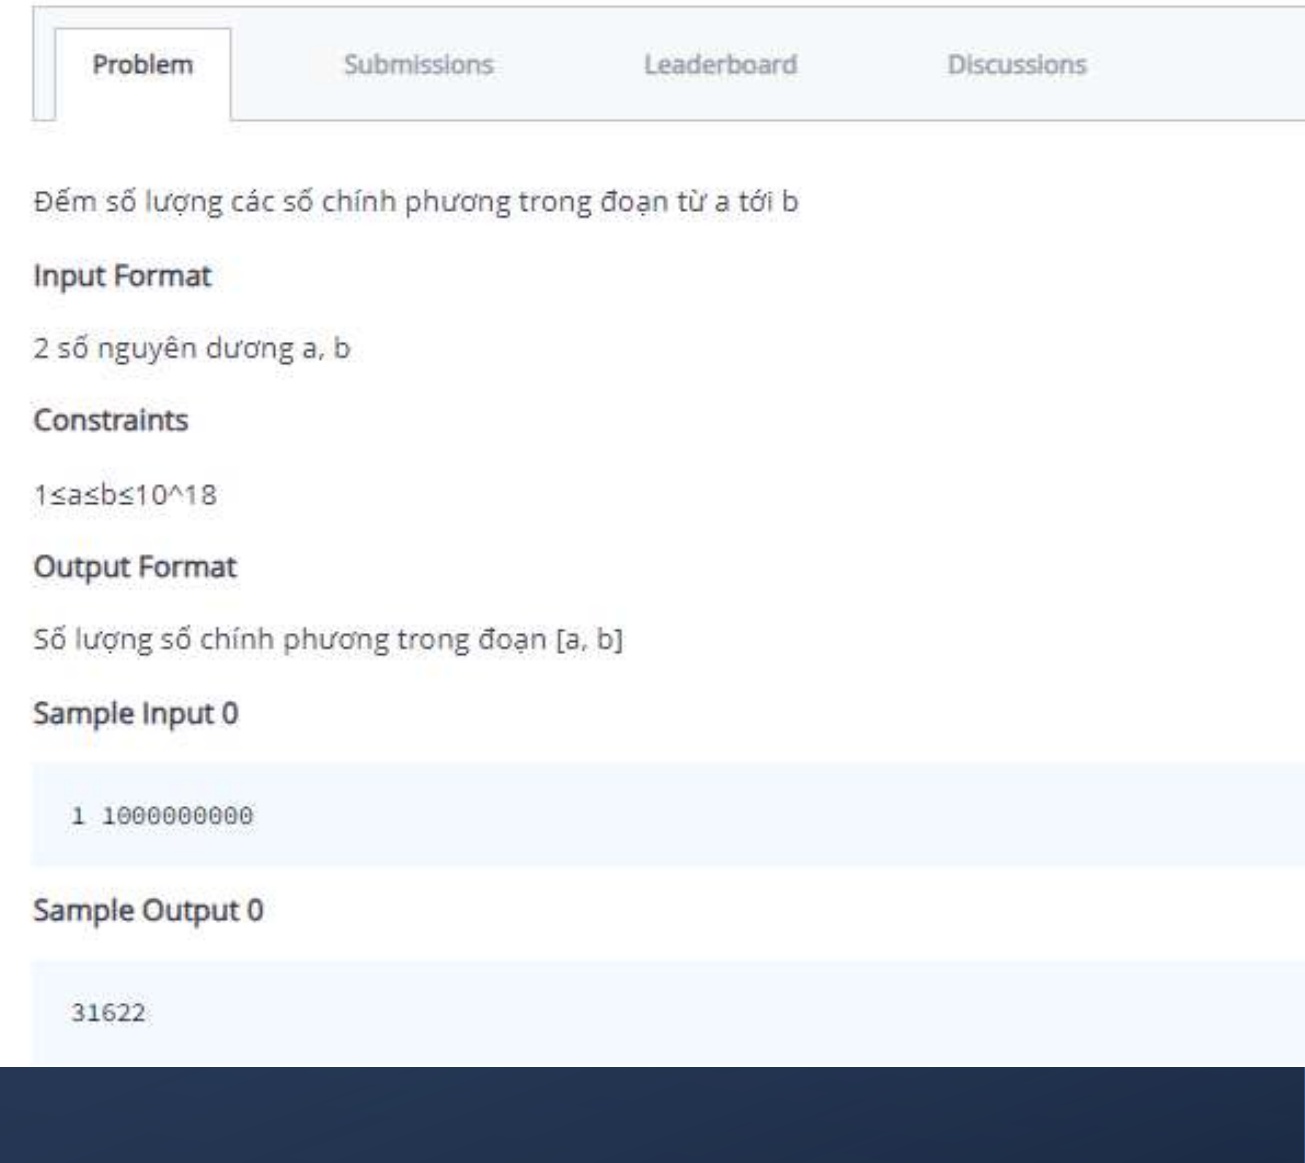 Problem Submissions Leaderboard Discussions
Đếm số lượng các số chính phương trong đoạn từ a tới b
Input Format
2 số nguyên dương a, b
Constraints
1≤a≤b≤10^18
Output Format
Số lượng số chính phương trong đoạn [a, b]
Sample Input 0
1 1000000000
Sample Output 0
31622